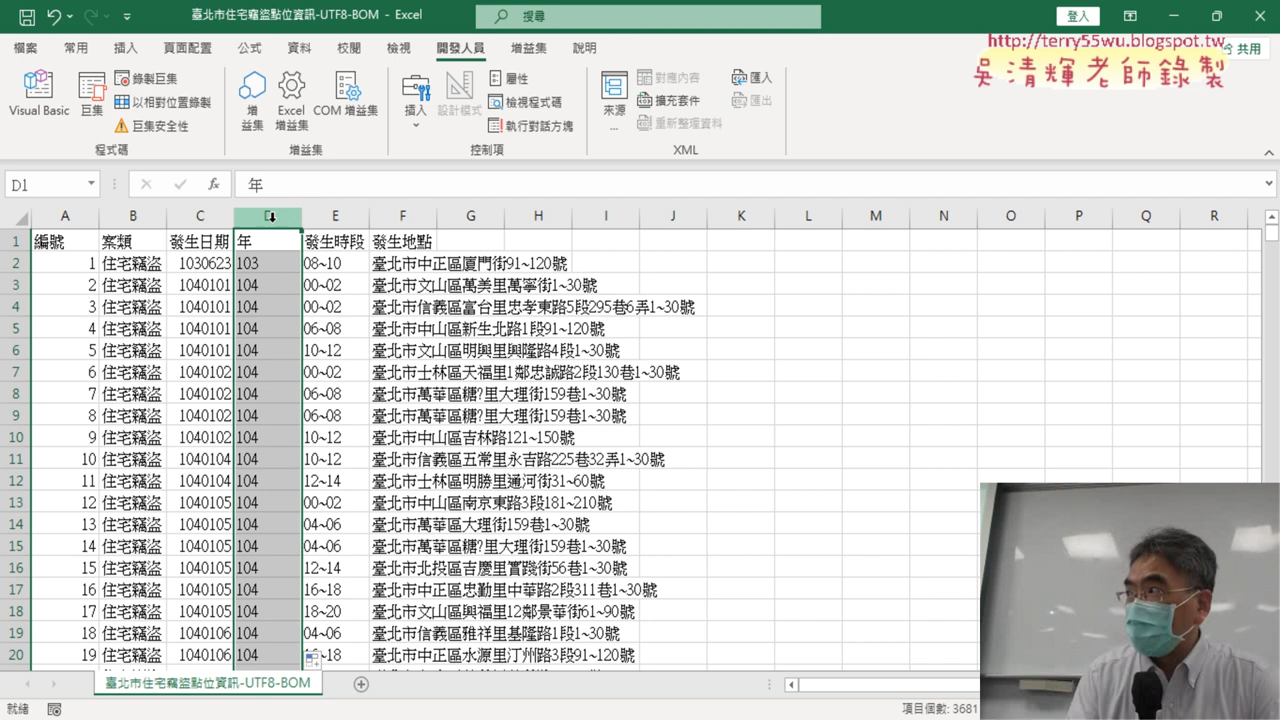 臺北市住宅竊盜點位資訊-UTF8-BOM - Excel
搜尋
登入
檔案 常用 插入 頁面配置 公式 資料 校閱 檢視 開發人員 增益集 說明
共用
http://terry55wu.blogspot.tw
吳清輝老師錄製
Visual Basic
巨集
錄製巨集
以相對位置錄製
巨集安全性
程式碼
增益集
Excel 增益集
COM 增益集
增益集
插入
設計模式
屬性
檢視程式碼
執行對話方塊
控制項
來源
...
對應內容
擴充套件
重新整理資料
匯入
匯出
XML
D1 fx 年
A B C D E F G H I J K L M N O P Q R
1 編號 案類 發生日期 年 發生時段 發生地點
2 1 住宅竊盜 1030623 103 08~10 臺北市中正區廈門街91~120號
3 2 住宅竊盜 1040101 104 00~02 臺北市文山區萬美里萬寧街1~30號
4 3 住宅竊盜 1040101 104 00~02 臺北市信義區富台里忠孝東路5段295巷6弄1~30號
5 4 住宅竊盜 1040101 104 06~08 臺北市中山區新生北路1段91~120號
6 5 住宅竊盜 1040101 104 10~12 臺北市文山區明興里興隆路4段1~30號
7 6 住宅竊盜 1040102 104 00~02 臺北市士林區天福里1鄰忠誠路2段130巷1~30號
8 7 住宅竊盜 1040102 104 06~08 臺北市萬華區糖?里大理街159巷1~30號
9 8 住宅竊盜 1040102 104 06~08 臺北市萬華區糖?里大理街159巷1~30號
10 9 住宅竊盜 1040102 104 10~12 臺北市中山區吉林路121~150號
11 10 住宅竊盜 1040104 104 10~12 臺北市信義區五常里永吉路225巷32弄1~30號
12 11 住宅竊盜 1040104 104 12~14 臺北市士林區明勝里通河街31~60號
13 12 住宅竊盜 1040105 104 00~02 臺北市中山區南京東路3段181~210號
14 13 住宅竊盜 1040105 104 04~06 臺北市萬華區大理街159巷1~30號
15 14 住宅竊盜 1040105 104 04~06 臺北市萬華區糖?里大理街159巷1~30號
16 15 住宅竊盜 1040105 104 12~14 臺北市北投區吉慶里實踐街56巷1~30號
17 16 住宅竊盜 1040105 104 16~18 臺北市中正區忠勤里中華路2段311巷1~30號
18 17 住宅竊盜 1040105 104 18~20 臺北市文山區興福里12鄰景華街61~90號
19 18 住宅竊盜 1040106 104 04~06 臺北市信義區雅祥里基隆路1段1~30號
20 19 住宅竊盜 1040106 104 ~18 臺北市中正區水源里汀州路3段91~120號
臺北市住宅竊盜點位資訊-UTF8-BOM
就緒
項目個數: 3681